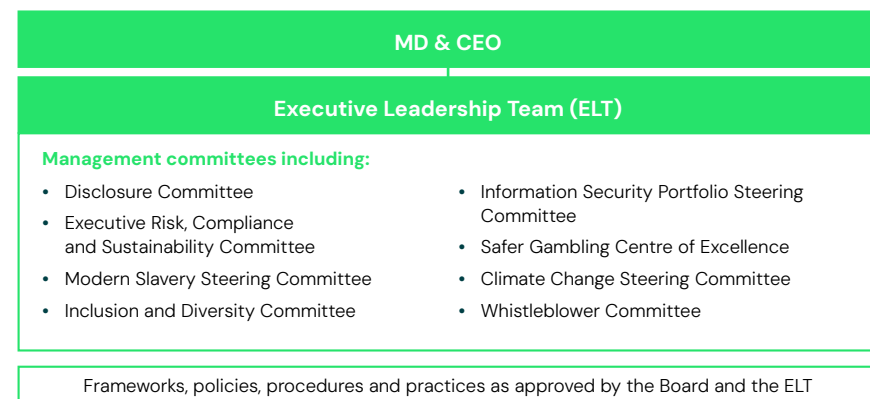 MD & CEO
Executive Leadership Team (ELT)
Management committees including:
• Disclosure Committee
• Executive Risk, Compliance
and Sustainability Committee
• Modern Slavery Steering Committee
• Inclusion and Diversity Committee
• Information Security Portfolio Steering
Committee
• Safer Gambling Centre of Excellence
• Climate Change Steering Committee
• Whistleblower Committee
Frameworks, policies, procedures and practices as approved by the Board and the ELT